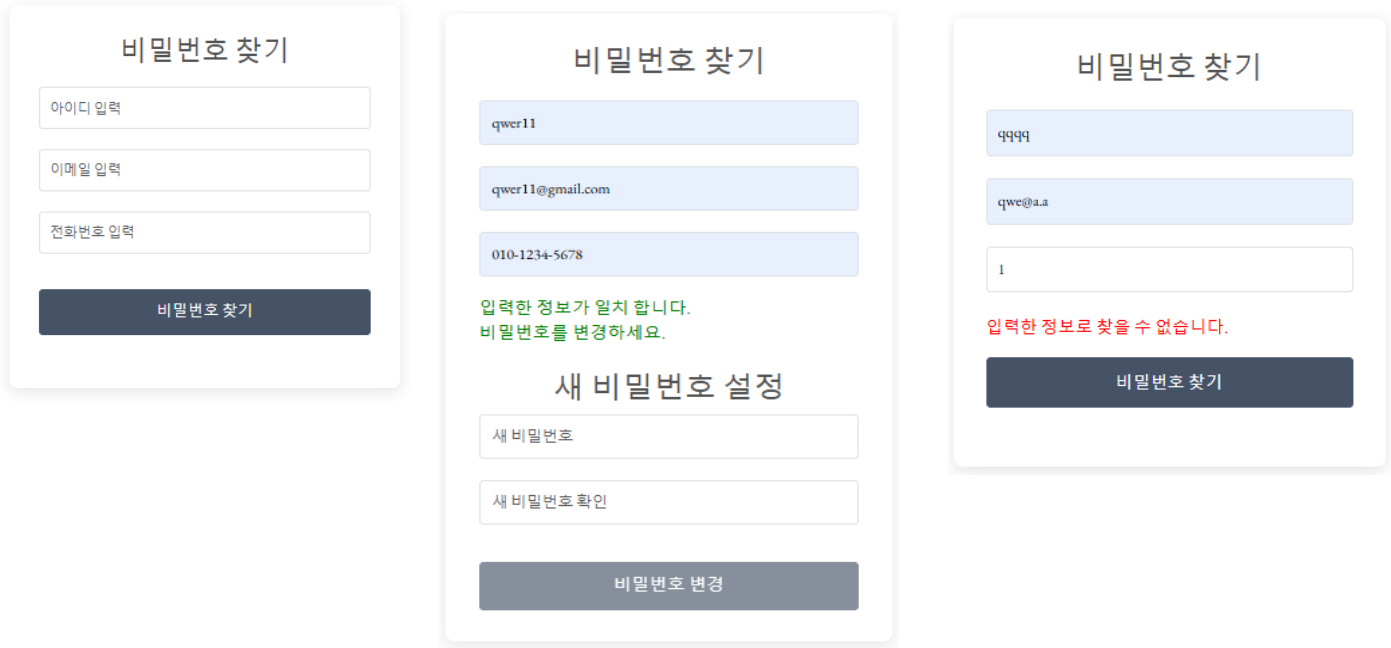 비밀번호 찾기
아이디 입력
이메일 입력
전화번호 입력
비밀번호 찾기
비밀번호 찾기
qwer11
qwer11@gmail.com
010-1234-5678
입력한 정보가 일치 합니다.
비밀번호를 변경하세요.
새 비밀번호 설정
새 비밀번호
새 비밀번호 확인
비밀번호 변경
비밀번호 찾기
qqqq
qwe@a.a
1
입력한 정보로 찾을 수 없습니다.
비밀번호 찾기